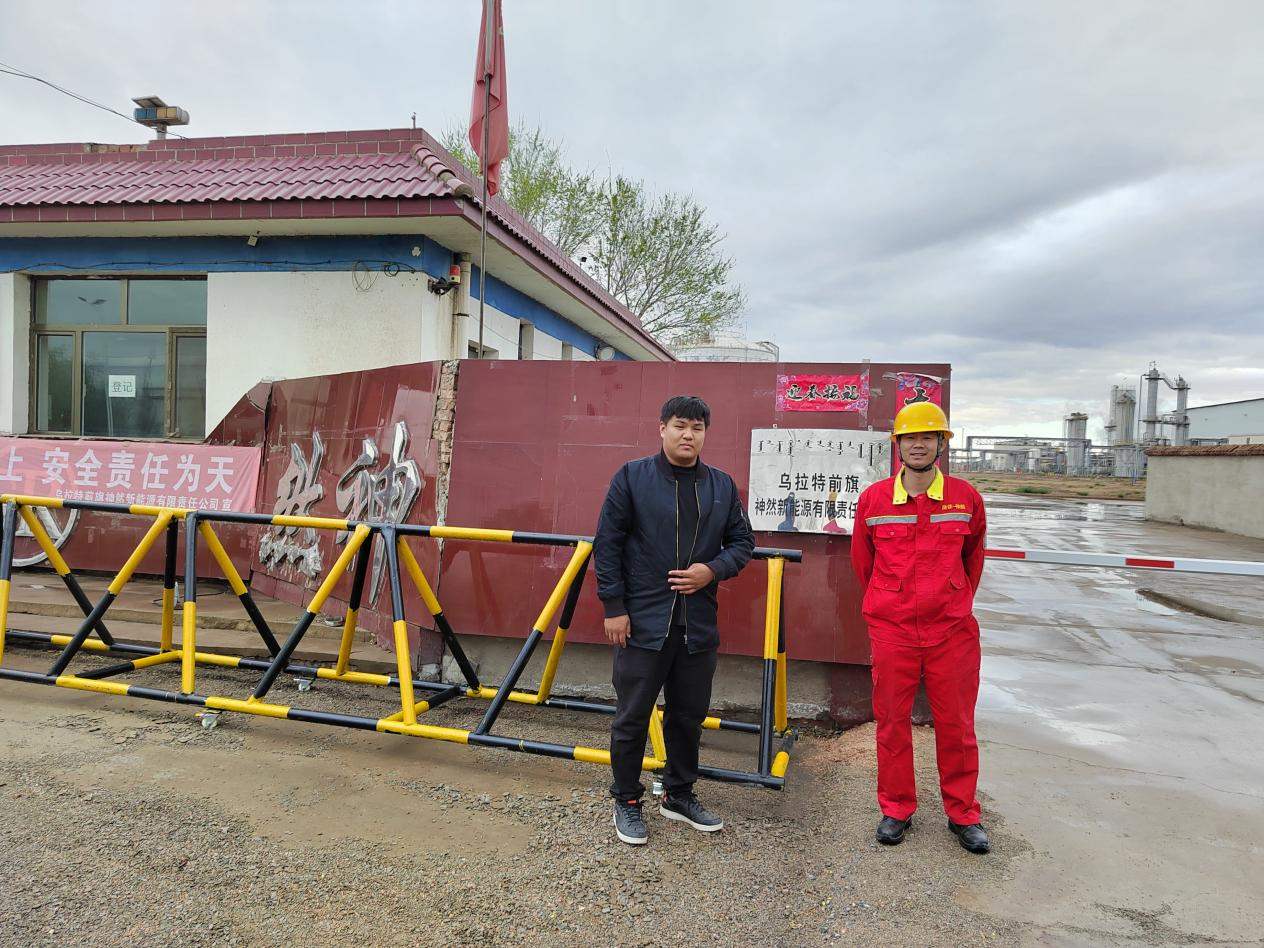 登记
上 安全责任为天
乌拉特前旗神然新能源有限责任公司 宣
神然
迎春接福
乌拉特前旗
神然新能源有限责任